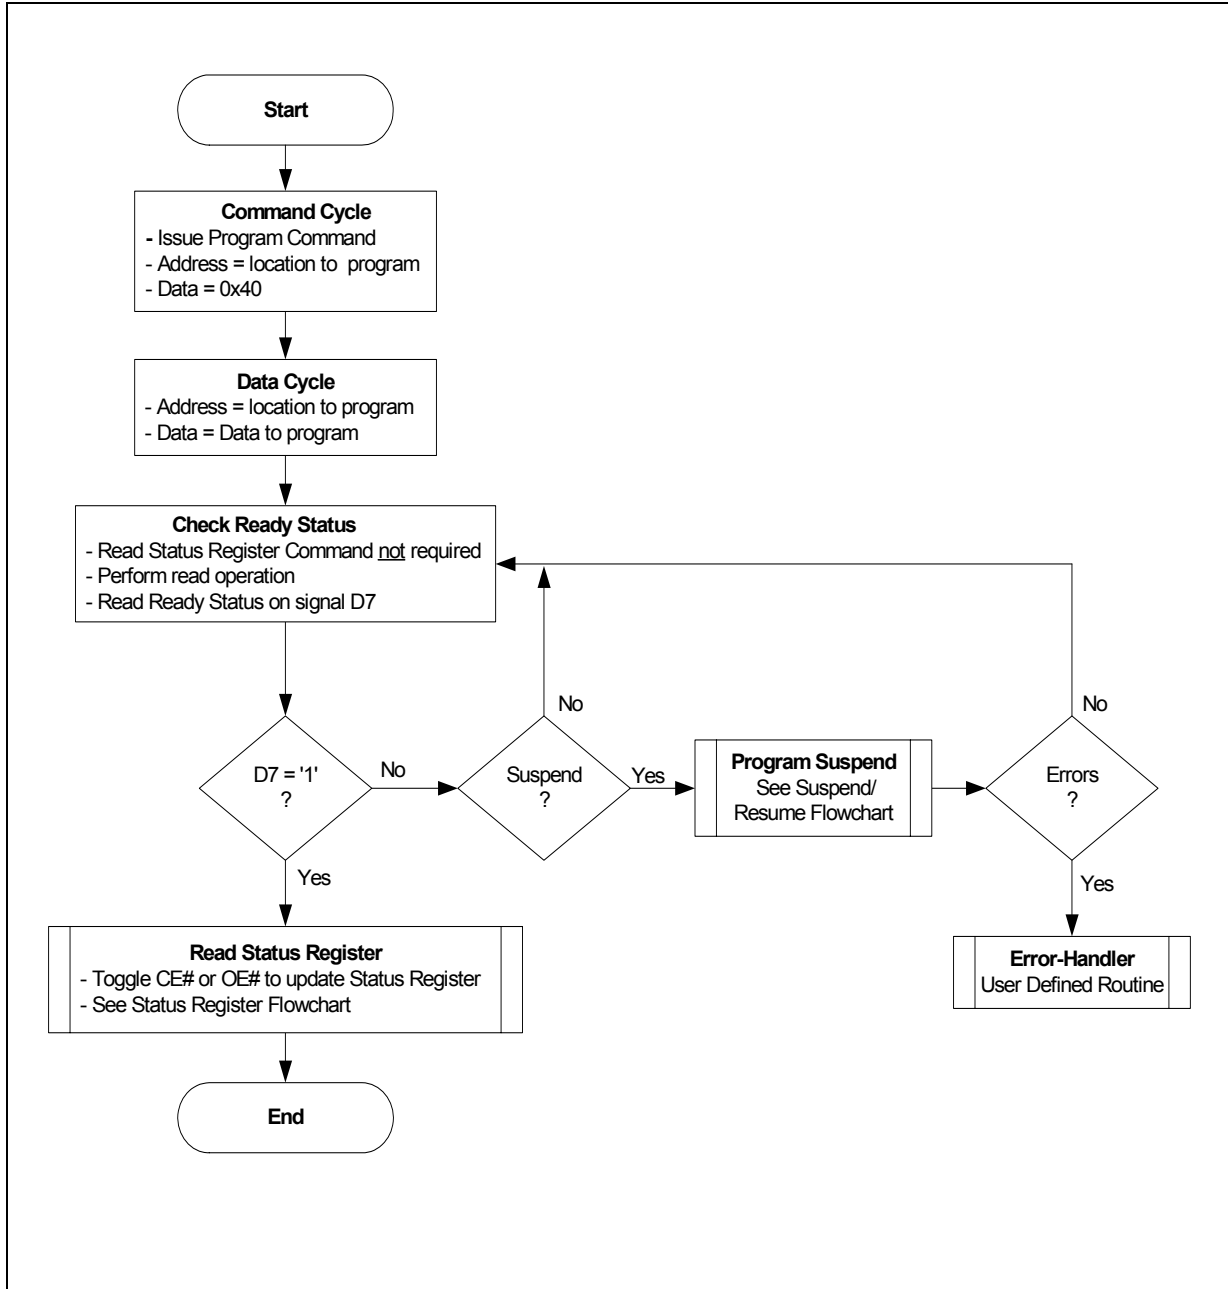 Start
Command Cycle
- Issue Program Command
- Address = location to program
- Data = 0x40
Data Cycle
- Address = location to program
- Data = Data to program
Check Ready Status
- Read Status Register Command not required
- Perform read operation
- Read Ready Status on signal D7
D7 = '1'
?
No
Suspend
?
No
Yes
Program Suspend
See Suspend/
Resume Flowchart
Errors
?
No
Yes
Error-Handler
User Defined Routine
Yes
Read Status Register
- Toggle CE# or OE# to update Status Register
- See Status Register Flowchart
End